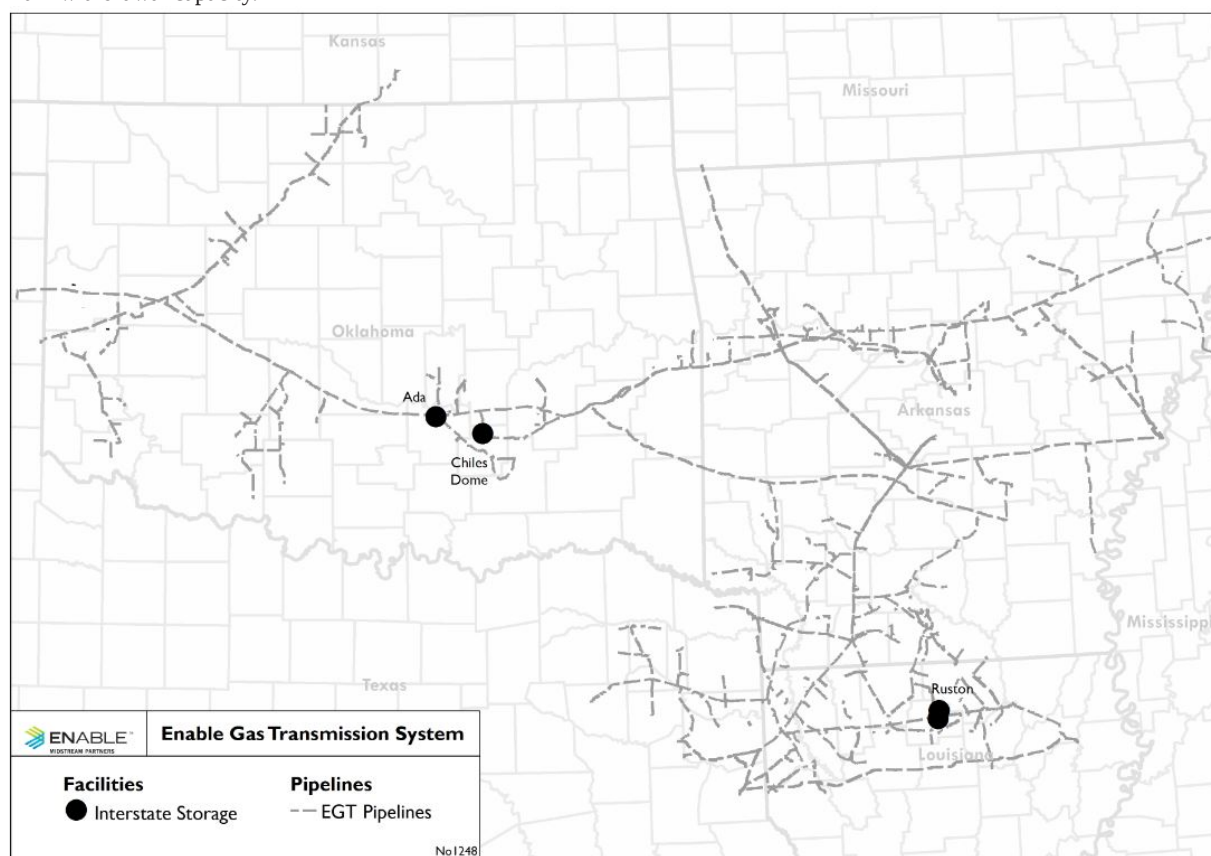 Kansas
Missouri
Oklahoma
Ada
Chiles
Dome
Arkansas
Mississippi
Texas
Ruston
Louisiana
ENABLE™
MIDSTREAM PARTNERS
Enable Gas Transmission System
Facilities
Interstate Storage
Pipelines
EGT Pipelines
No1248